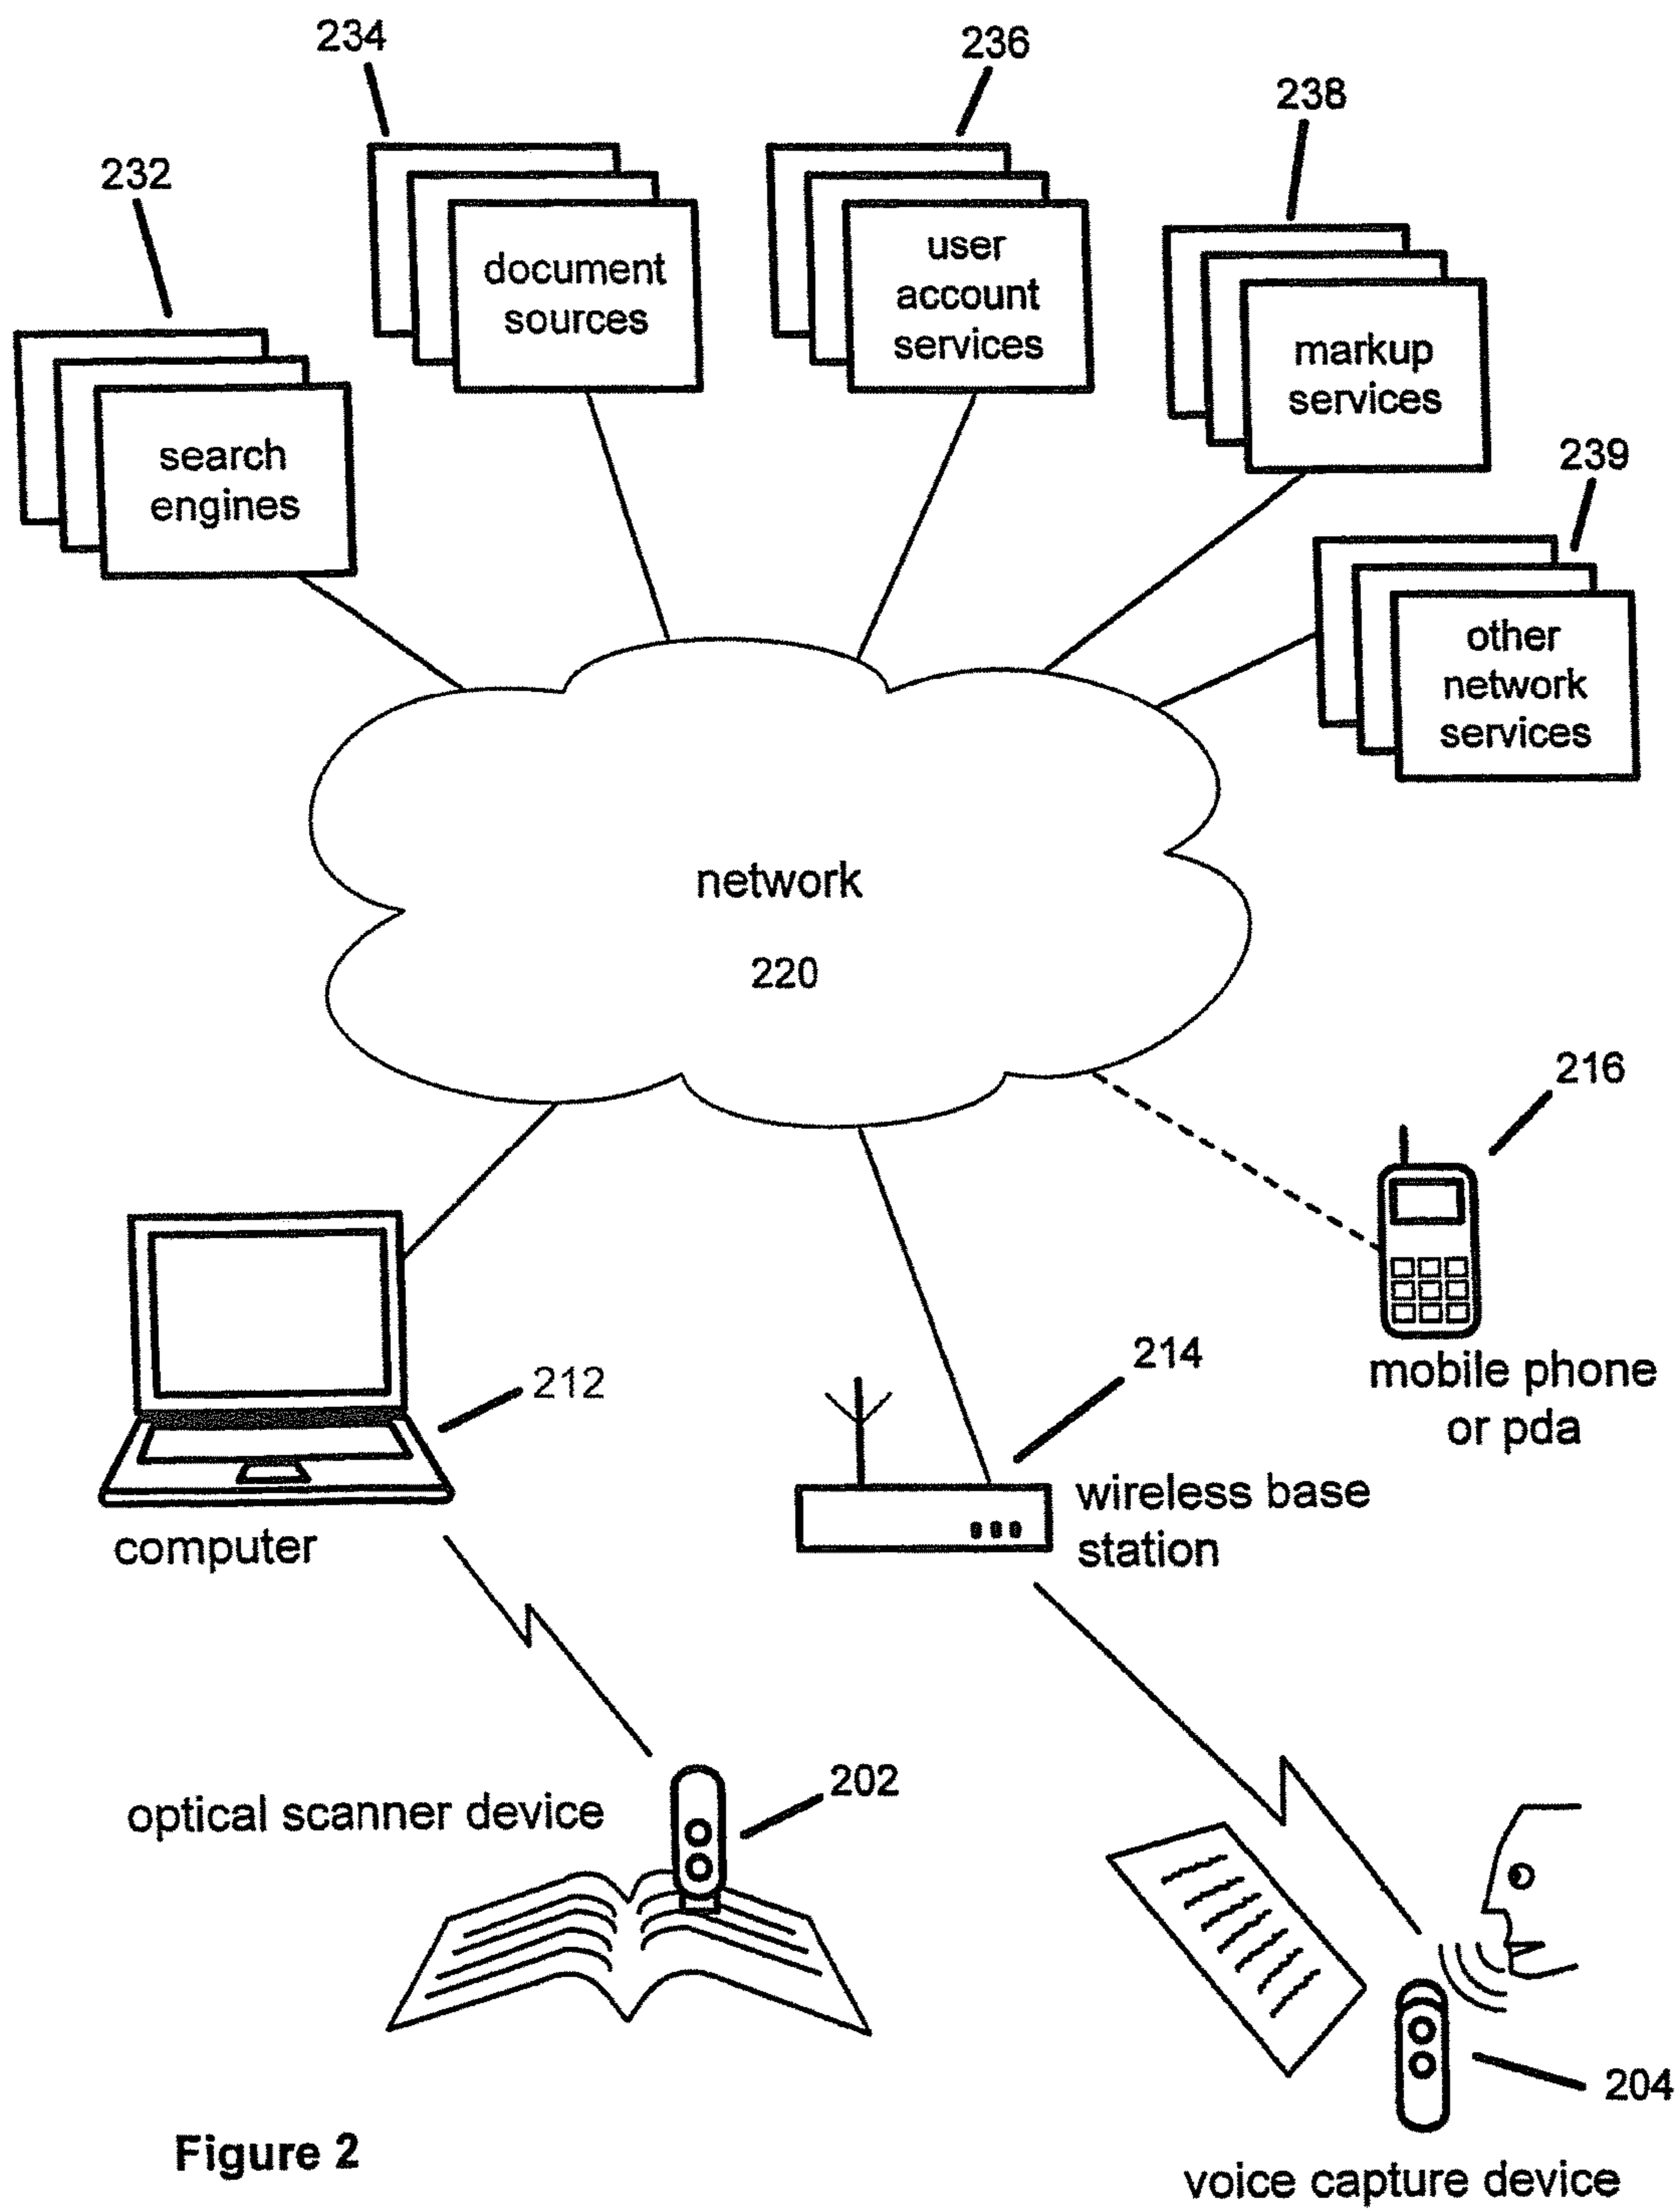 234
236
238
232
document
sources
user
account
services
markup
services
239
search
engines
other
network
services
network
220
216
mobile phone
or pda
214
212
wireless base
station
computer
202
optical scanner device
204
Figure 2
voice capture device